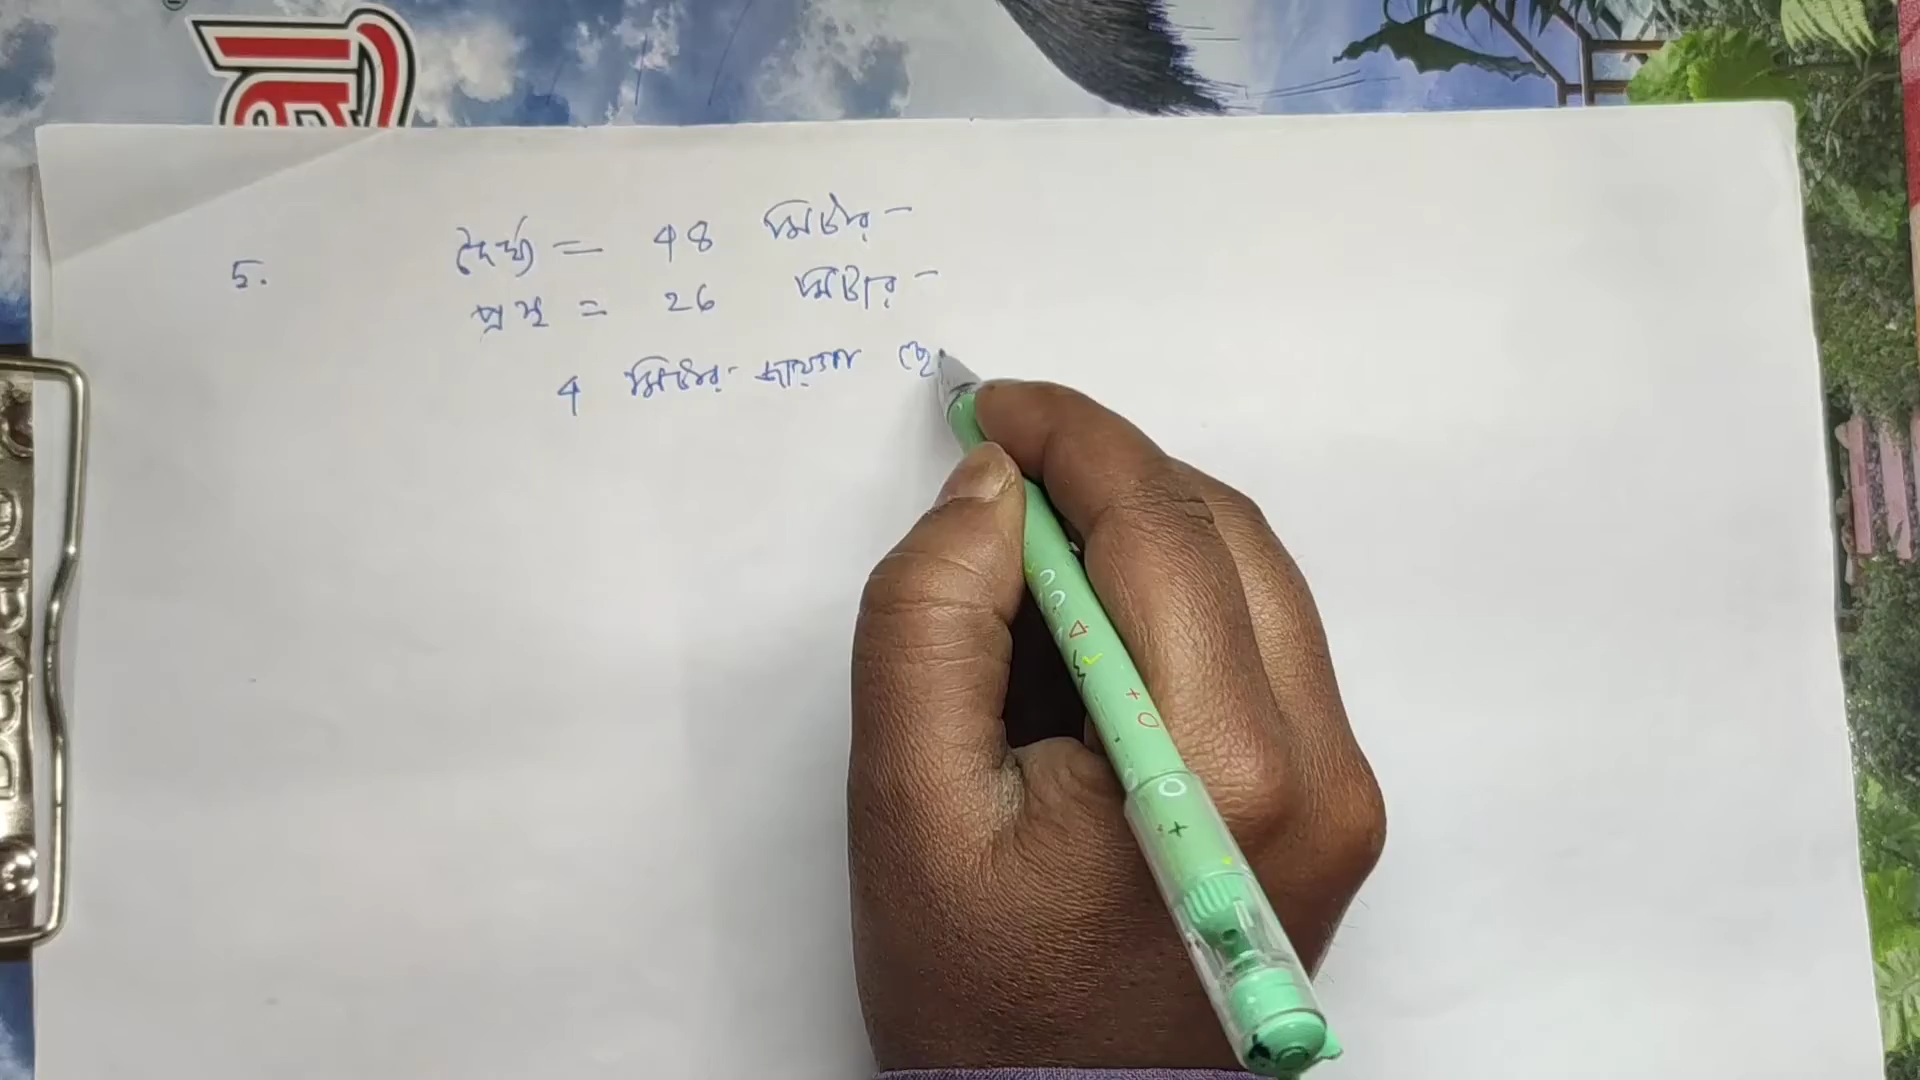 5. দৈর্ঘ্য = 48 মিটার
প্রস্থ = 26 মিটার
4 মিটার জায়গা ছে